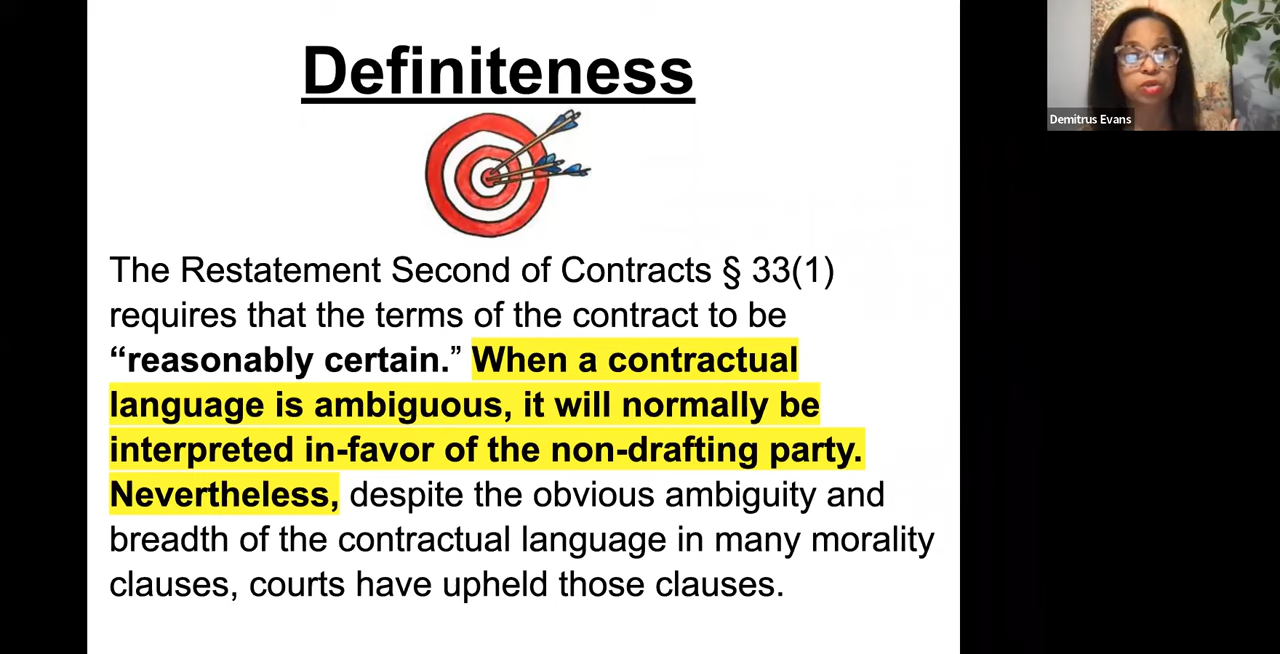 Definiteness
The Restatement Second of Contracts § 33(1)
requires that the terms of the contract to be
“reasonably certain.” When a contractual
language is ambiguous, it will normally be
interpreted in-favor of the non-drafting party.
Nevertheless, despite the obvious ambiguity and
breadth of the contractual language in many morality
clauses, courts have upheld those clauses.
Demitrus Evans